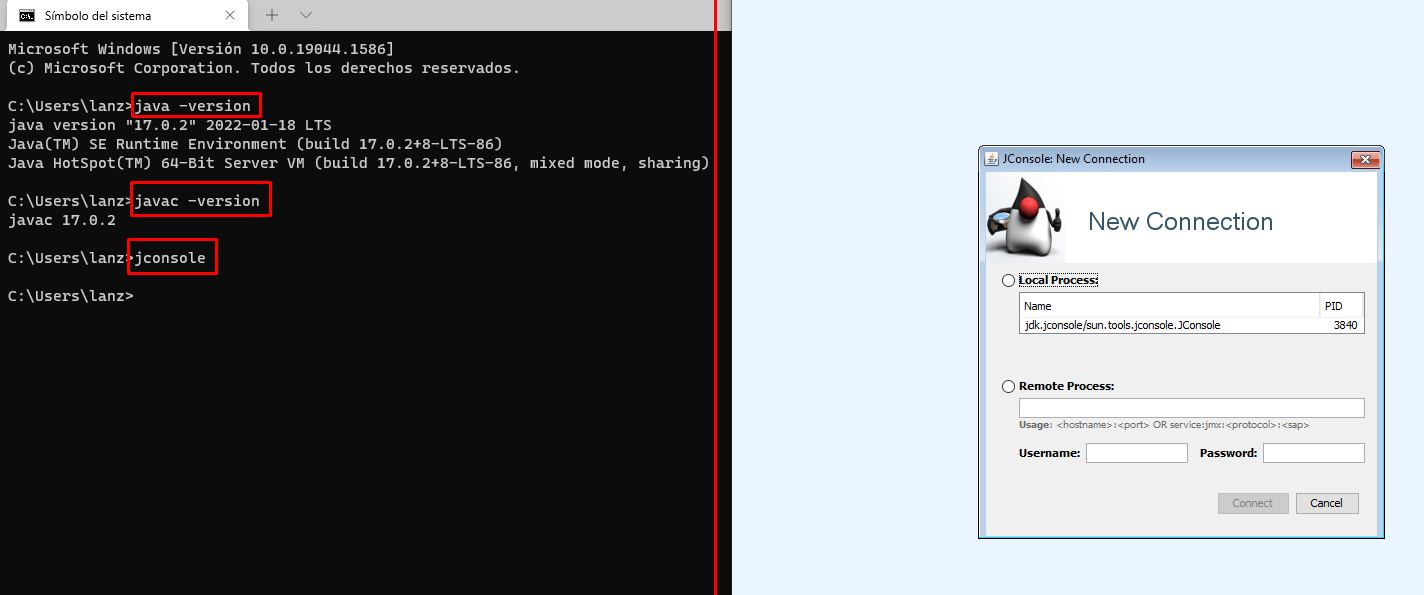 Símbolo del sistema
Microsoft Windows [Versión 10.0.19044.1586]
(c) Microsoft Corporation. Todos los derechos reservados.
C:\Users\lanz>java -version
java version "17.0.2" 2022-01-18 LTS
Java(TM) SE Runtime Environment (build 17.0.2+8-LTS-86)
Java HotSpot(TM) 64-Bit Server VM (build 17.0.2+8-LTS-86, mixed mode, sharing)
C:\Users\lanz>javac -version
javac 17.0.2
C:\Users\lanz>jconsole
C:\Users\lanz>
JConsole: New Connection
New Connection
Local Process:
Name PID
jdk.jconsole/sun.tools.jconsole.JConsole 3840
Remote Process:
Usage: <hostname>:<port> OR service:jmx:<protocol>:<sap>
Username: Password:
Connect Cancel